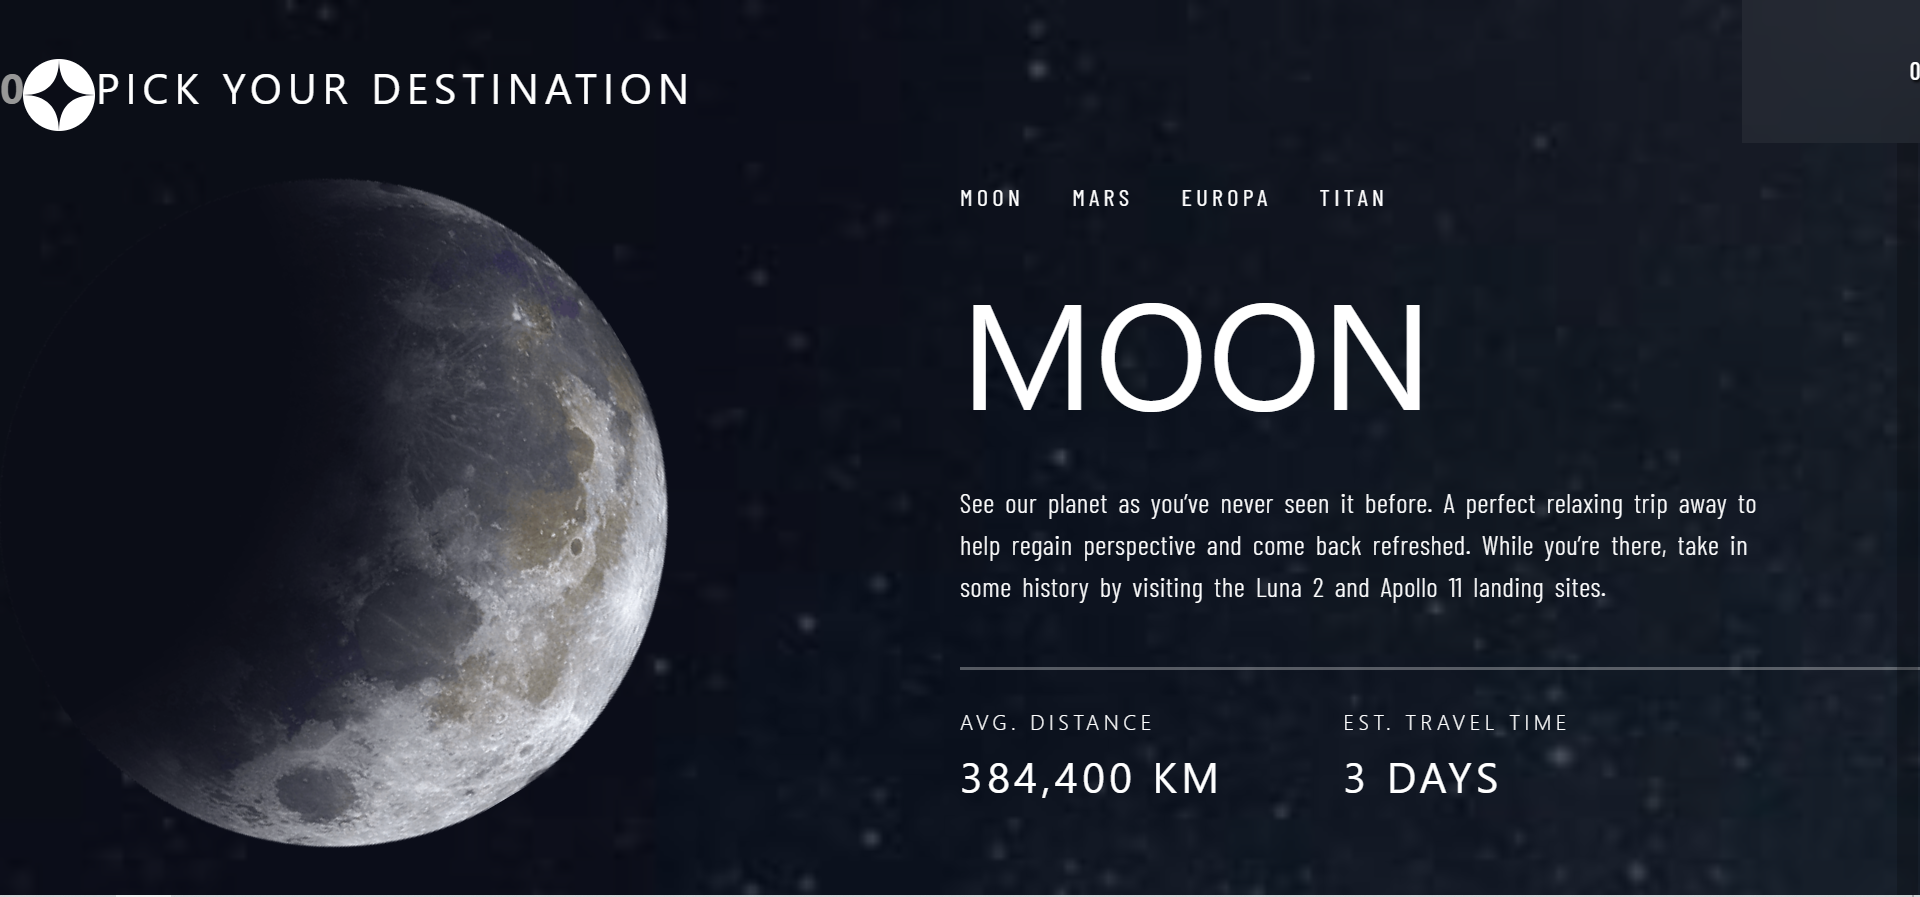 0
PICK YOUR DESTINATION
0
MOON MARS EUROPA TITAN
MOON
See our planet as you’ve never seen it before. A perfect relaxing trip away to
help regain perspective and come back refreshed. While you’re there, take in
some history by visiting the Luna 2 and Apollo 11 landing sites.
AVG. DISTANCE EST. TRAVEL TIME
384,400 KM 3 DAYS